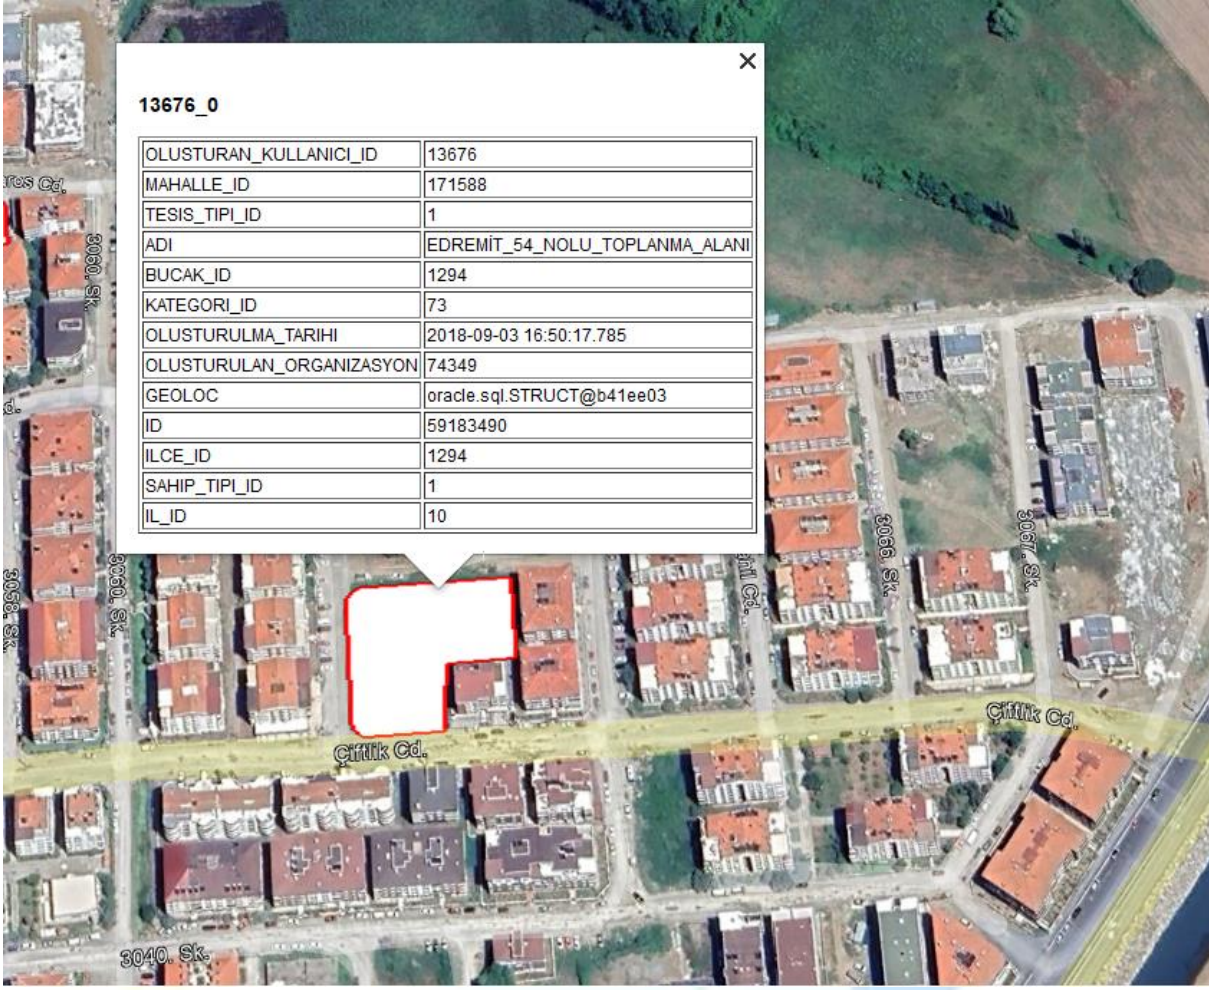 13676_0
OLUSTURAN_KULLANICI_ID 13676
MAHALLE_ID 171588
TESIS_TIPI_ID 1
ADI EDREMİT_54_NOLU_TOPLANMA_ALANI
BUCAK_ID 1294
KATEGORI_ID 73
OLUSTURULMA_TARIHI 2018-09-03 16:50:17.785
OLUSTURULAN_ORGANIZASYON 74349
GEOLOC oracle.sql.STRUCT@b41ee03
ID 59183490
ILCE_ID 1294
SAHIP_TIPI_ID 1
IL_ID 10
Cd.
3060. Sk.
3058. Sk.
3060. Sk.
Cd.
3066. Sk.
3067. Sk.
Çiftlik Cd.
Çiftlik Cd.
3040. Sk.